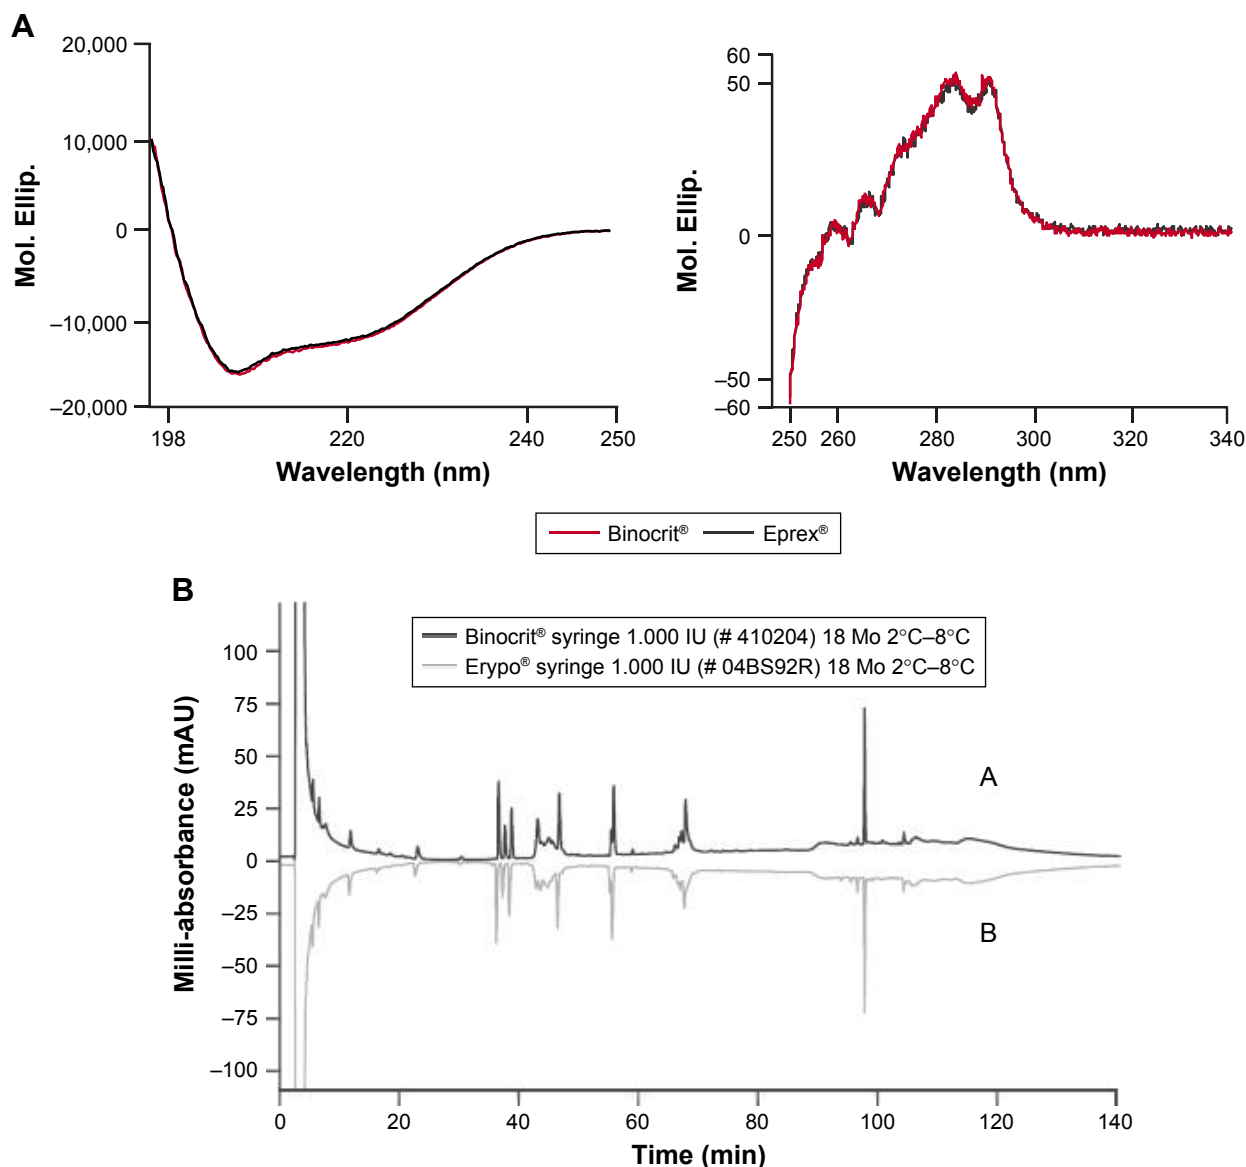 A
20,000
10,000
0
–10,000
–20,000
Mol. Ellip.
198
220
240
250
Wavelength (nm)
60
50
0
–50
–60
Mol. Ellip.
250
260
280
300
320
340
Wavelength (nm)
Binocrit®
Eprex®
B
Binocrit® syringe 1.000 IU (# 410204) 18 Mo 2°C–8°C
Erypo® syringe 1.000 IU (# 04BS92R) 18 Mo 2°C–8°C
100
75
50
25
0
–25
–50
–75
–100
Milli-absorbance (mAU)
A
B
0
20
40
60
80
100
120
140
Time (min)